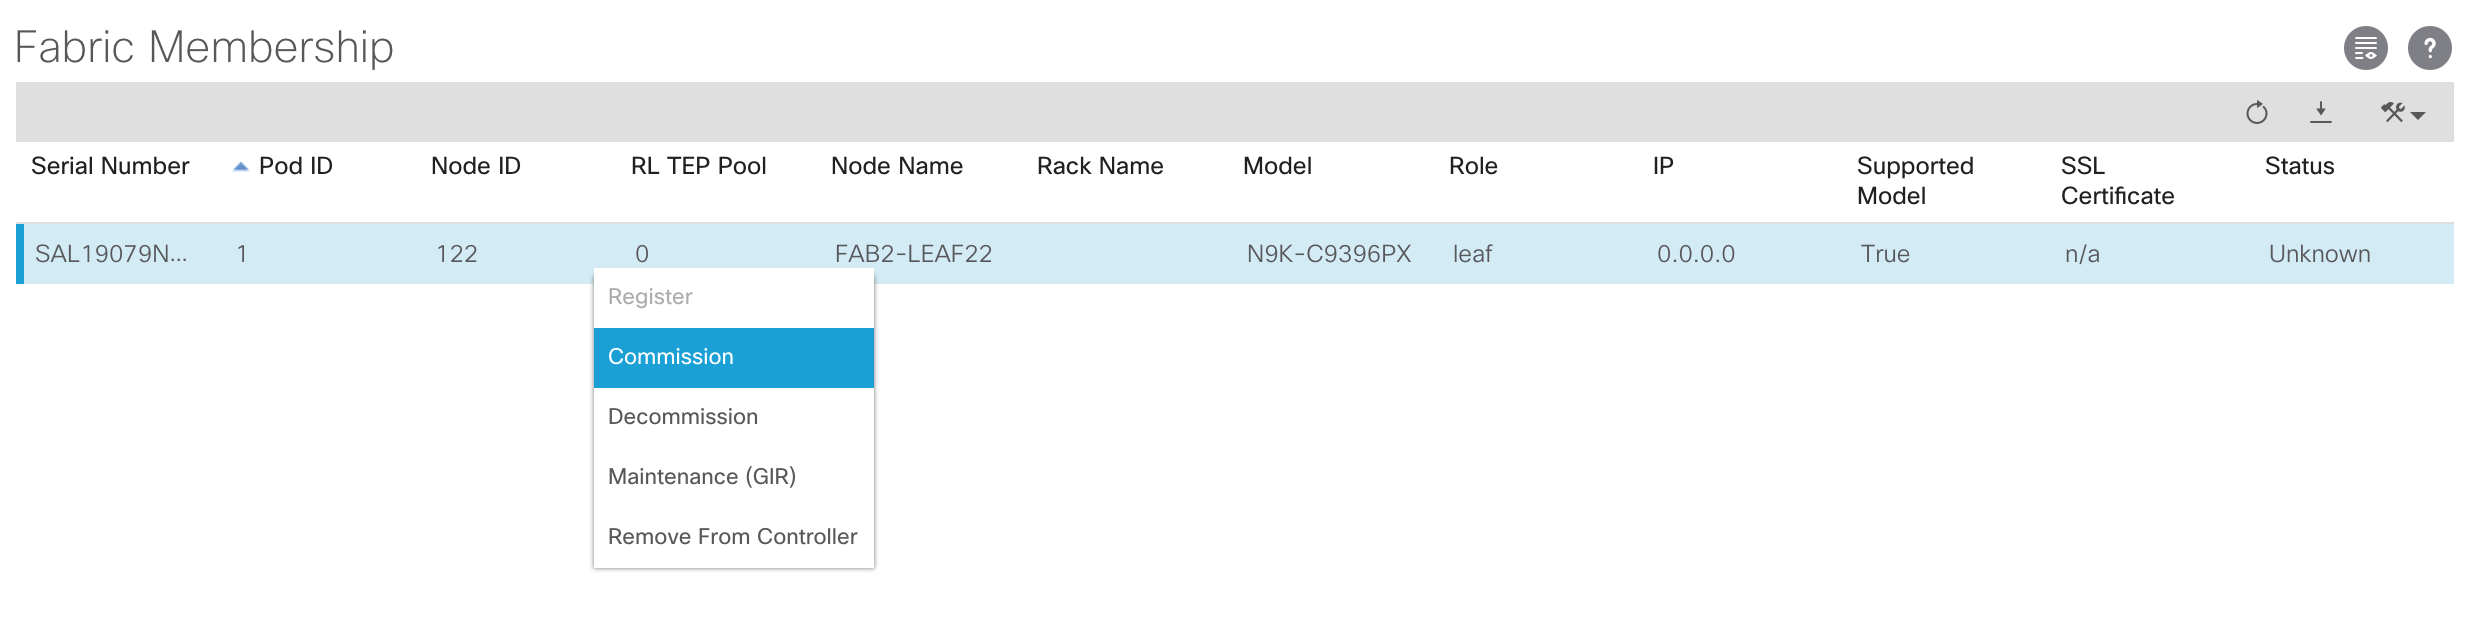 Fabric Membership
?
Serial Number Pod ID Node ID RL TEP Pool Node Name Rack Name Model Role IP Supported Model SSL Certificate Status
SAL19079N... 1 122 0 FAB2-LEAF22 N9K-C9396PX leaf 0.0.0.0 True n/a Unknown
Register
Commission
Decommission
Maintenance (GIR)
Remove From Controller